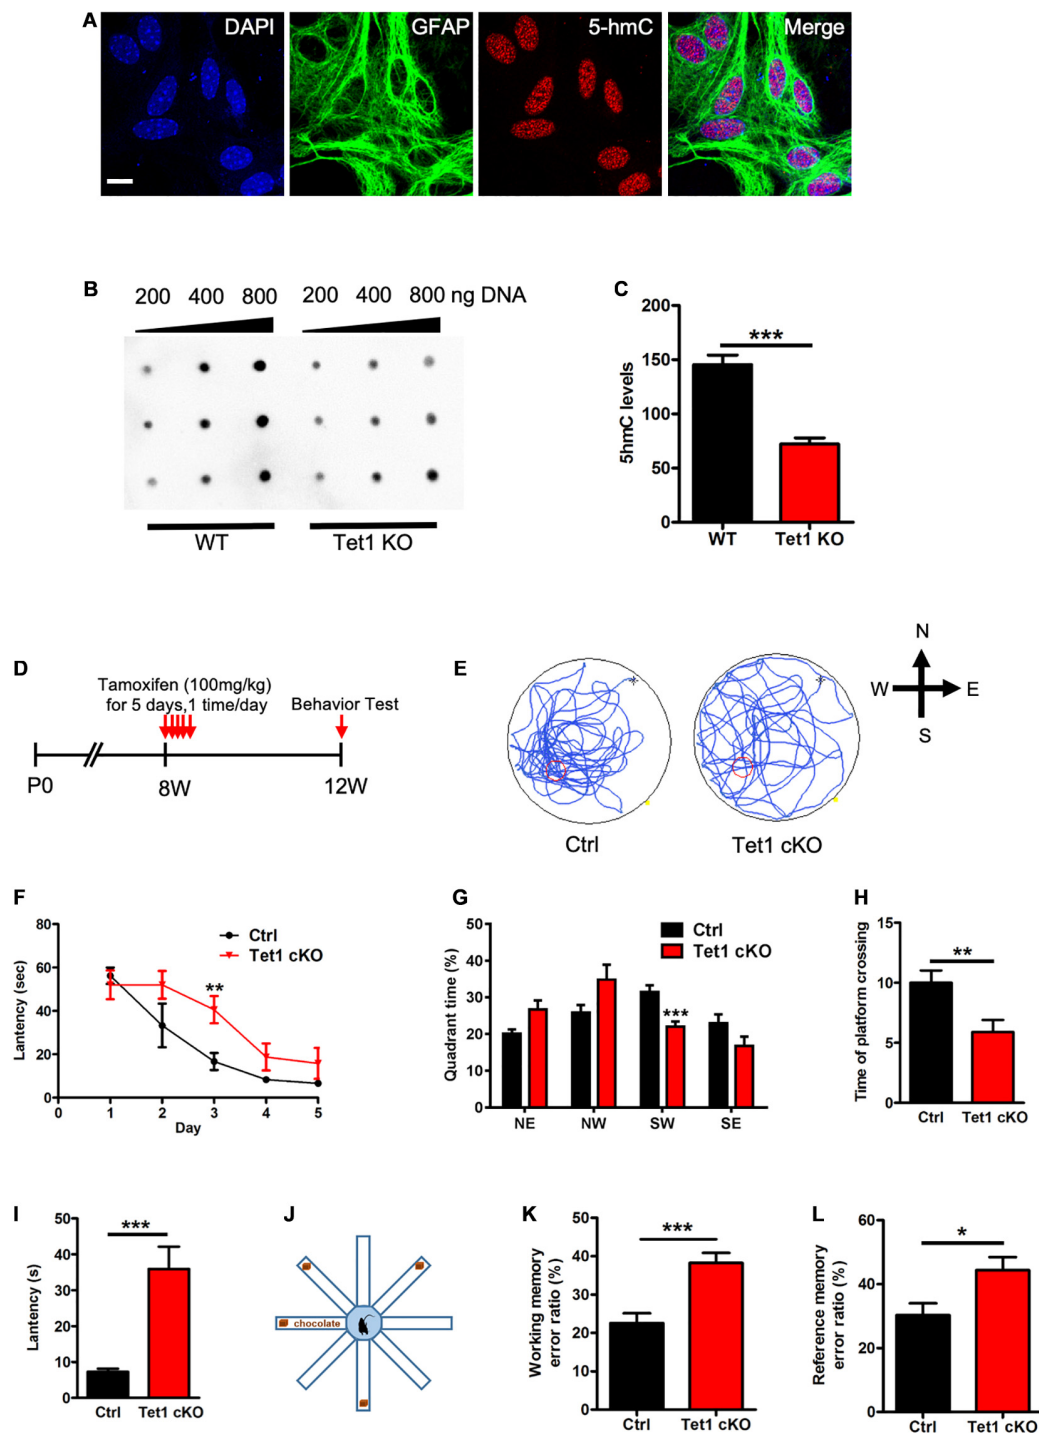 A
DAPI
GFAP
5-hmC
Merge
B
200 400 800 200 400 800 ng DNA
WT
Tet1 KO
C
200
150
100
50
0
5hmC levels
***
WT
Tet1 KO
D
Tamoxifen (100mg/kg)
for 5 days,1 time/day
Behavior Test
P0
8W
12W
E
Ctrl
Tet1 cKO
N
W
E
S
F
80
60
40
20
0
Lantency (sec)
Ctrl
Tet1 cKO
**
0 1 2 3 4 5
Day
G
50
40
30
20
10
0
Quadrant time (%)
Ctrl
Tet1 cKO
***
NE NW SW SE
H
15
10
5
0
Time of platform crossing
**
Ctrl Tet1 cKO
I
50
40
30
20
10
0
Lantency (s)
***
Ctrl Tet1 cKO
J
chocolate
K
50
40
30
20
10
0
Working memory
error ratio (%)
***
Ctrl Tet1 cKO
L
60
40
20
0
Reference memory
error ratio (%)
*
Ctrl Tet1 cKO